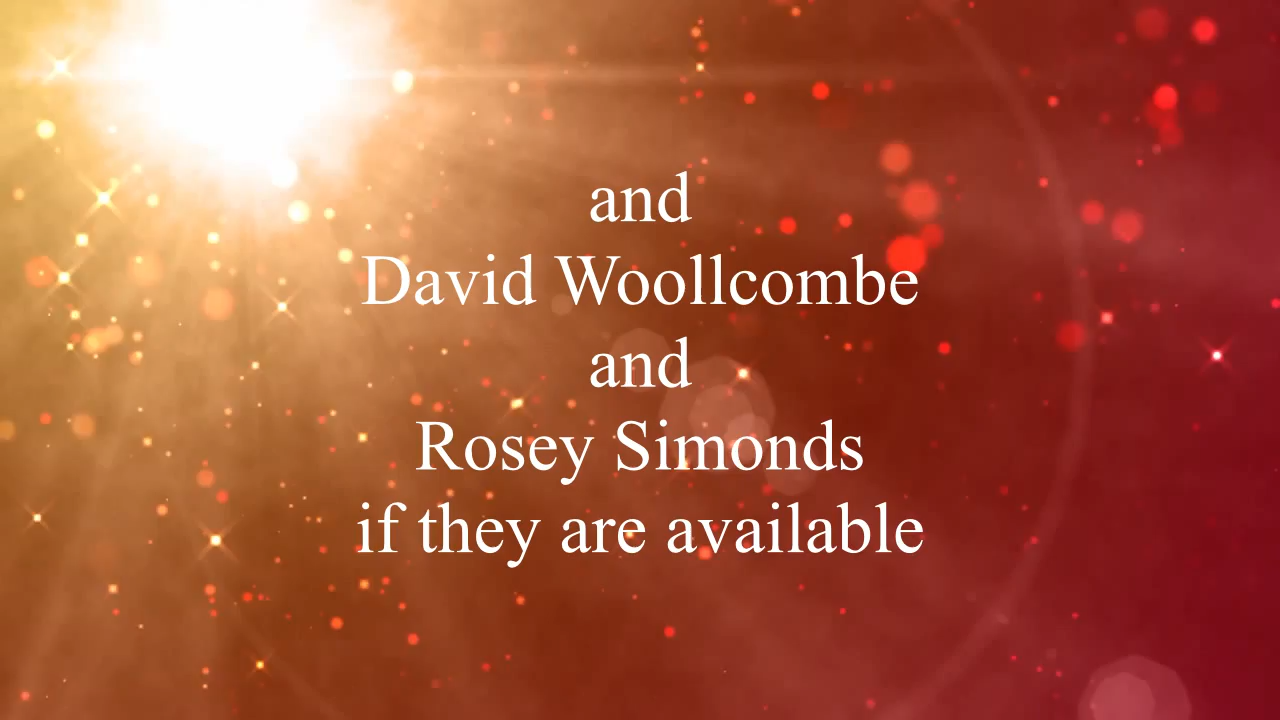 and
David Woollcombe
and
Rosey Simonds
if they are available